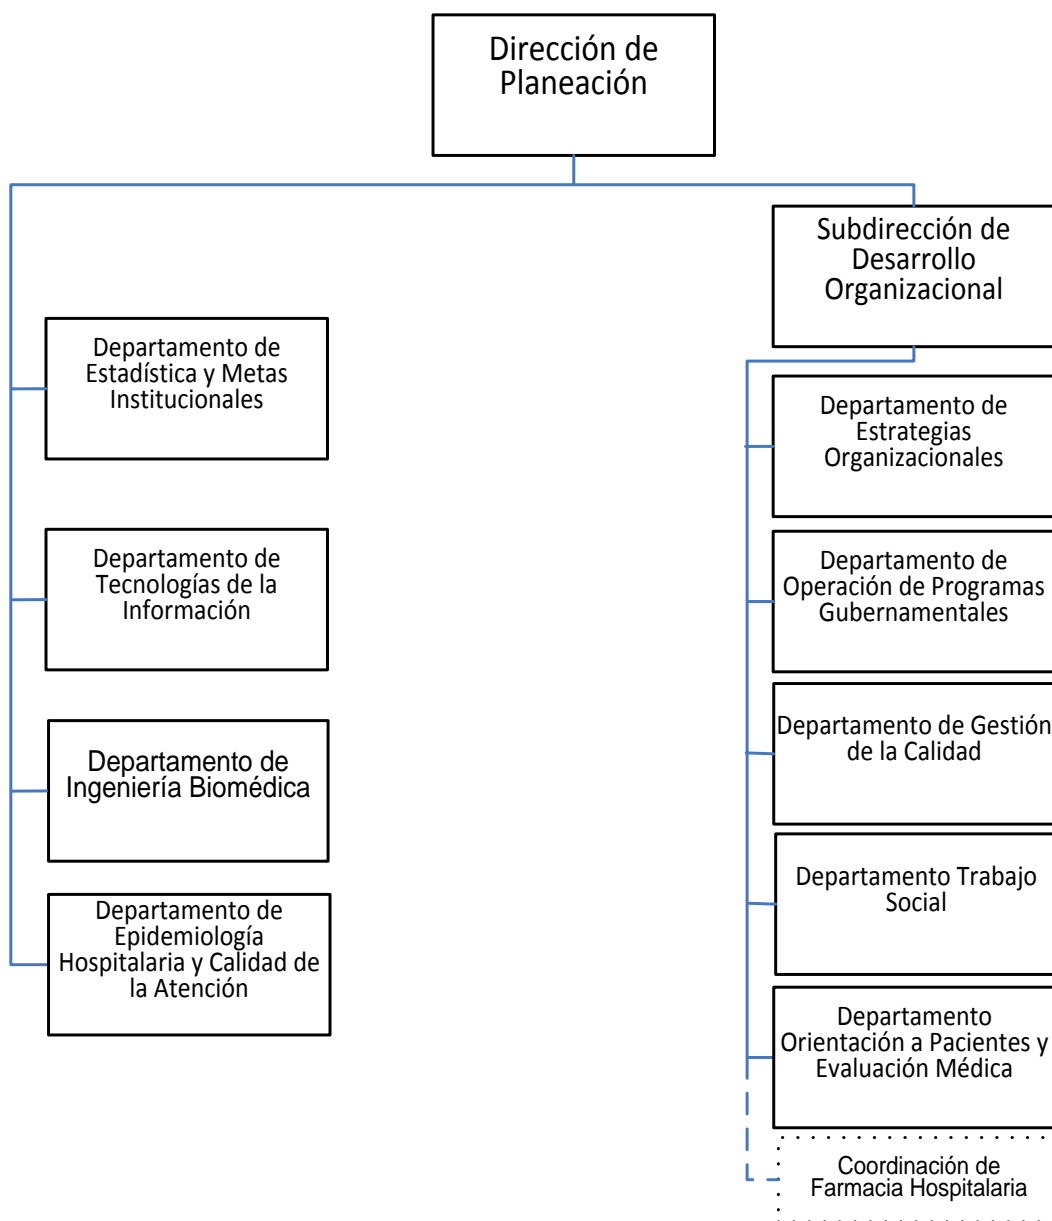 Dirección de
Planeación
Subdirección de
Desarrollo
Organizacional
Departamento de
Estadística y Metas
Institucionales
Departamento de
Tecnologías de la
Información
Departamento de
Ingeniería Biomédica
Departamento de
Epidemiología
Hospitalaria y Calidad de
la Atención
Departamento de
Estrategias
Organizacionales
Departamento de
Operación de Programas
Gubernamentales
Departamento de Gestión
de la Calidad
Departamento Trabajo
Social
Departamento
Orientación a Pacientes y
Evaluación Médica
Coordinación de
Farmacia Hospitalaria